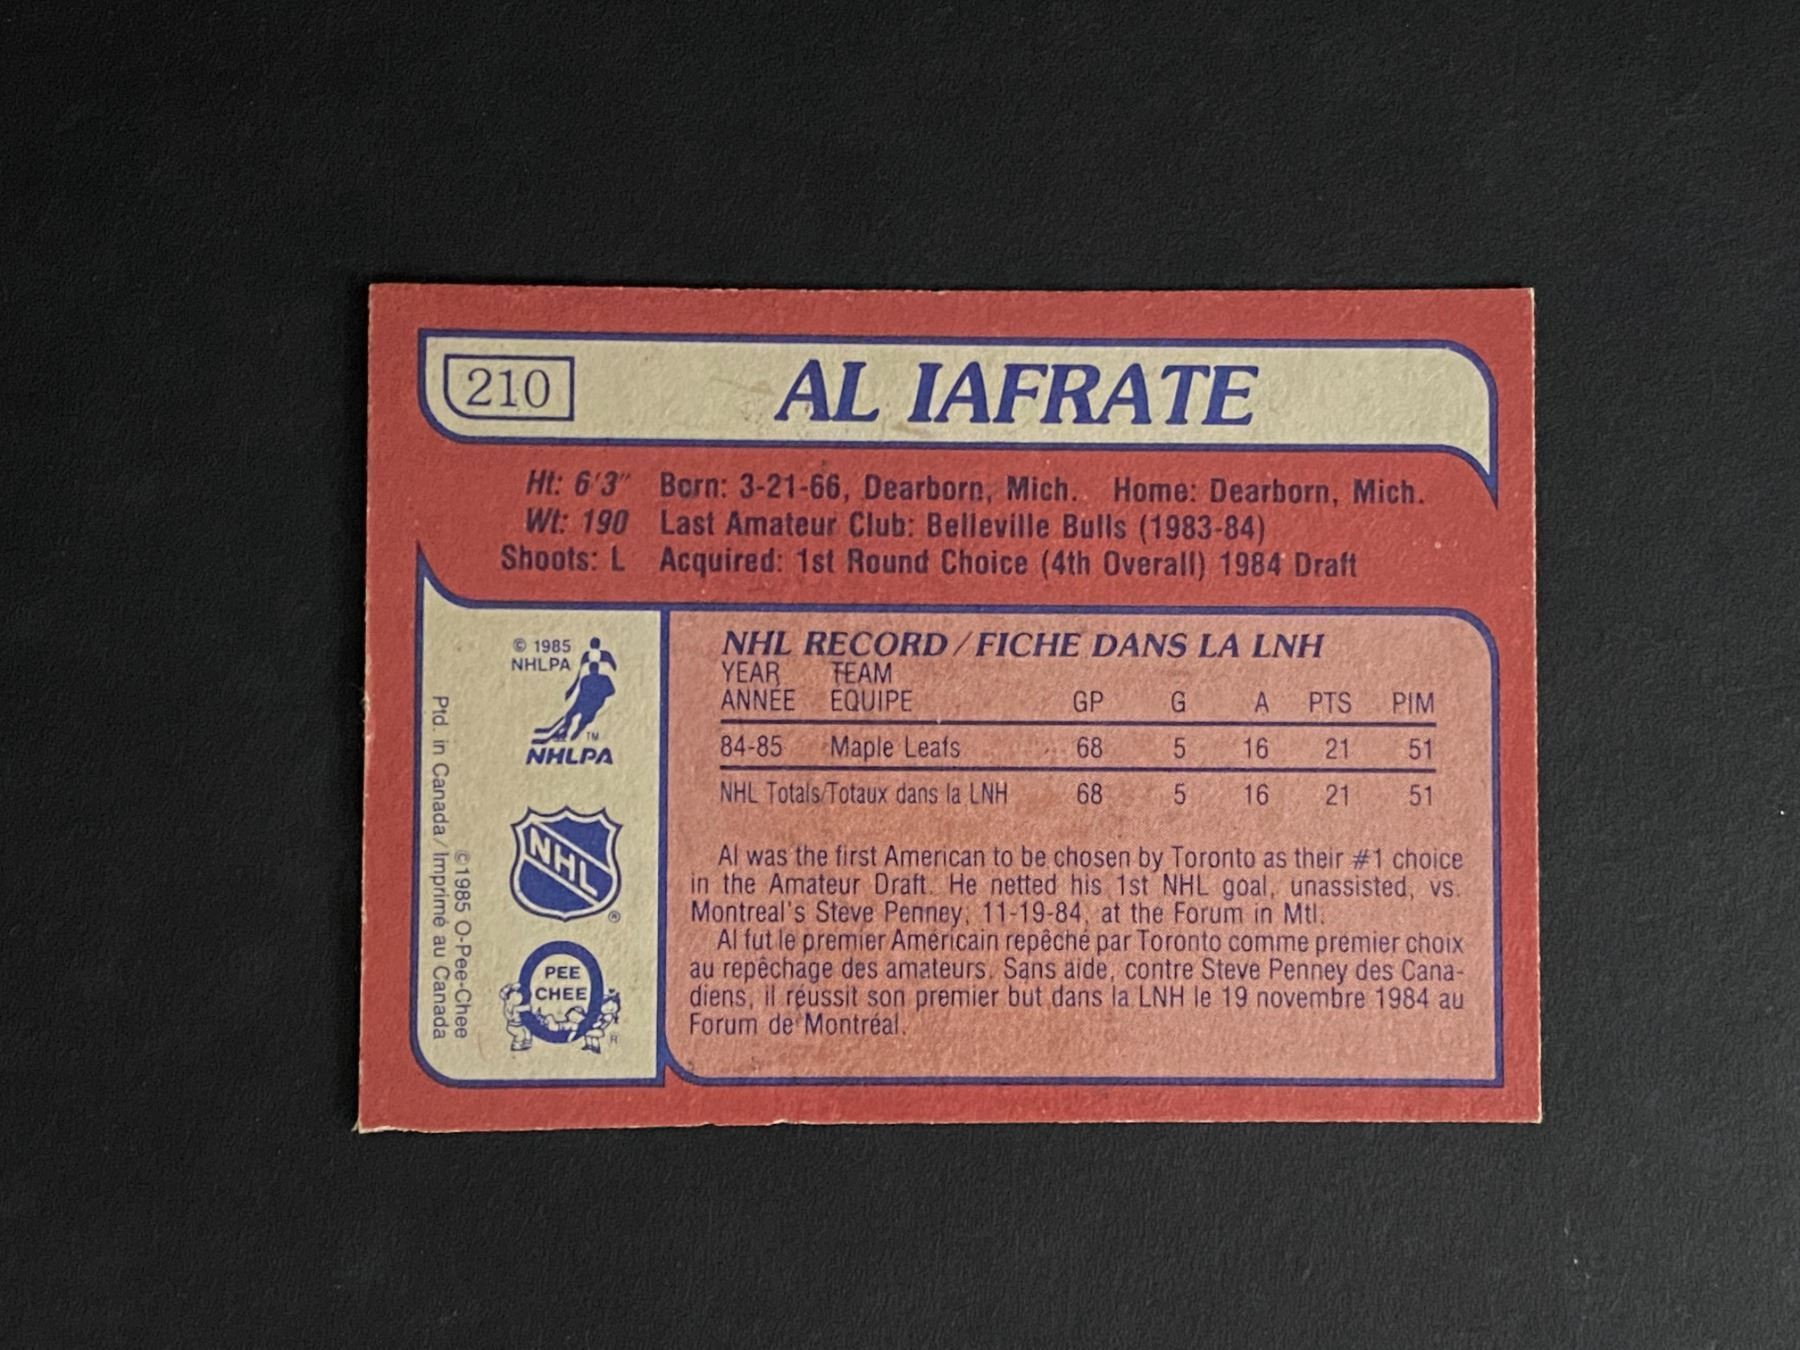 210
AL IAFRATE
Ht: 6'3" Born: 3-21-66, Dearborn, Mich. Home: Dearborn, Mich.
Wt: 190 Last Amateur Club: Belleville Bulls (1983-84)
Shoots: L Acquired: 1st Round Choice (4th Overall) 1984 Draft
© 1985
NHLPA
TM
NHLPA
NHL
®
PEE
CHEE
R
©1985 O-Pee-Chee
Ptd. in Canada/Imprimé au Canada
NHL RECORD/FICHE DANS LA LNH
YEAR TEAM
ANNÉE ÉQUIPE GP G A PTS PIM
84-85 Maple Leafs 68 5 16 21 51
NHL Totals/Totaux dans la LNH 68 5 16 21 51
Al was the first American to be chosen by Toronto as their #1 choice
in the Amateur Draft. He netted his 1st NHL goal, unassisted, vs.
Montreal's Steve Penney, 11-19-84, at the Forum in Mtl.
Al fut le premier Américain repêché par Toronto comme premier choix
au repêchage des amateurs. Sans aide, contre Steve Penney des Cana-
diens, il réussit son premier but dans la LNH le 19 novembre 1984 au
Forum de Montréal.